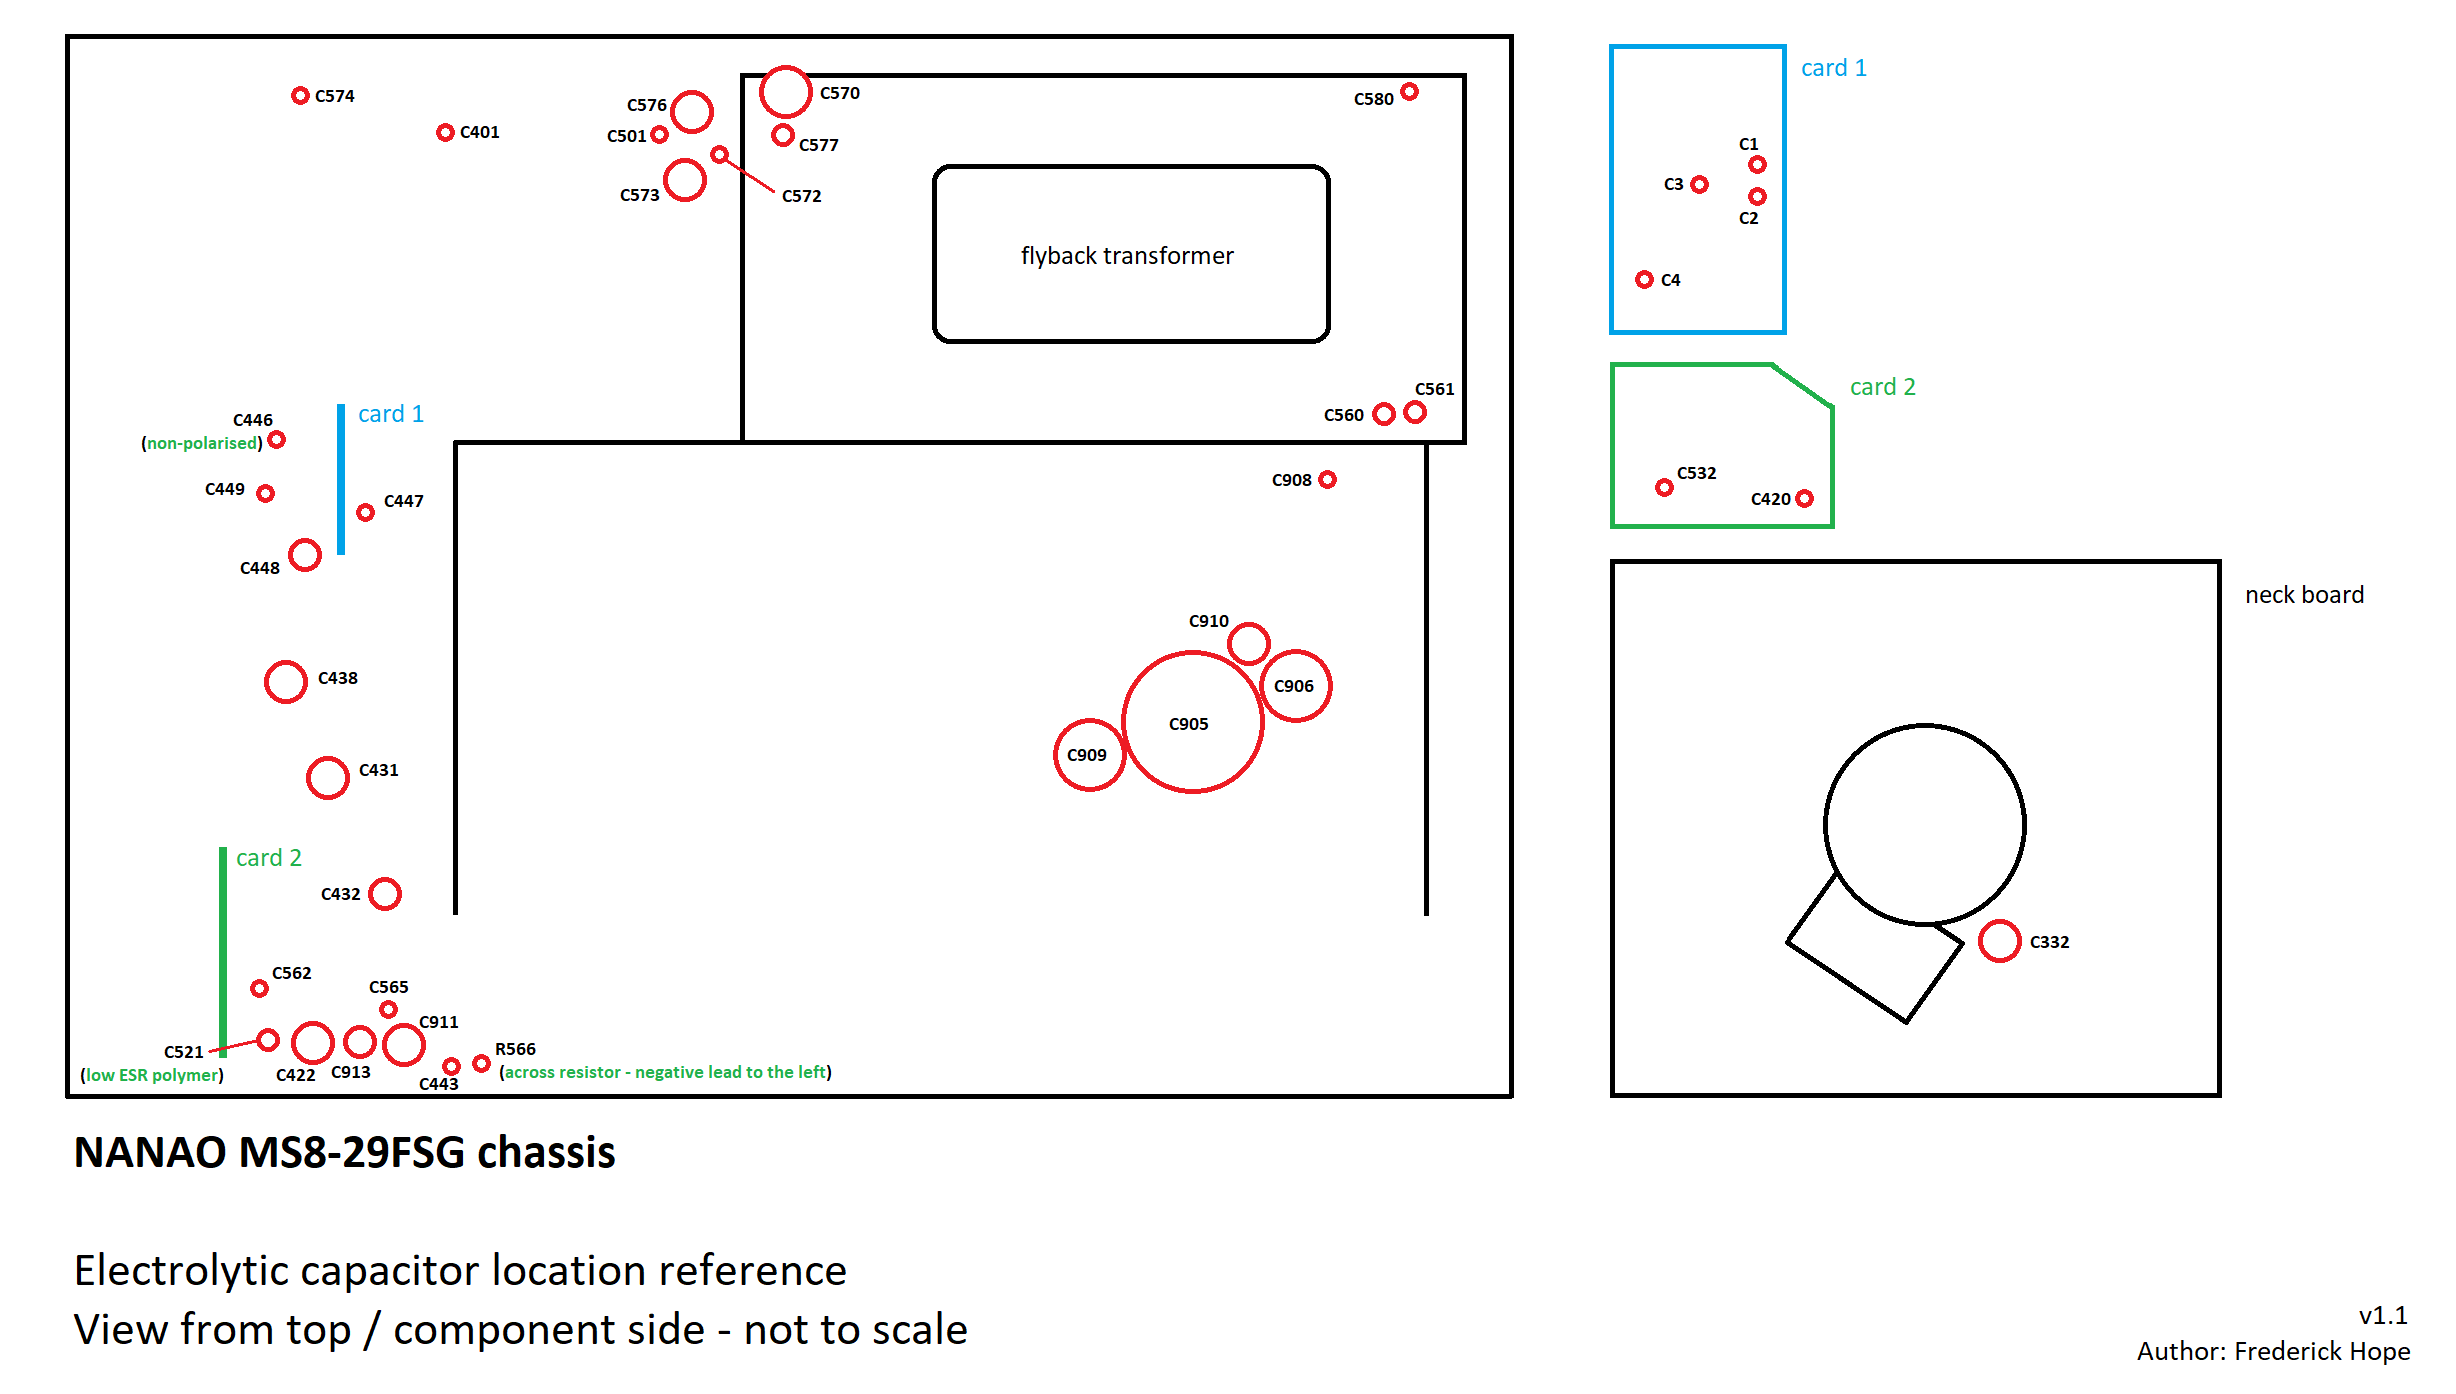 C574
C401
C576
C501
C573
C570
C577
C572
C580
flyback transformer
C561
C560
C446
(non-polarised)
card 1
C449
C447
C448
C908
C438
C431
C910
C906
C905
C909
card 2
C432
C562
C565
C911
C521
(low ESR polymer)
C422
C913
C443
R566
(across resistor - negative lead to the left)
card 1
C1
C3
C2
C4
card 2
C532
C420
neck board
C332
NANAO MS8-29FSG chassis
Electrolytic capacitor location reference
View from top / component side - not to scale
v1.1
Author: Frederick Hope